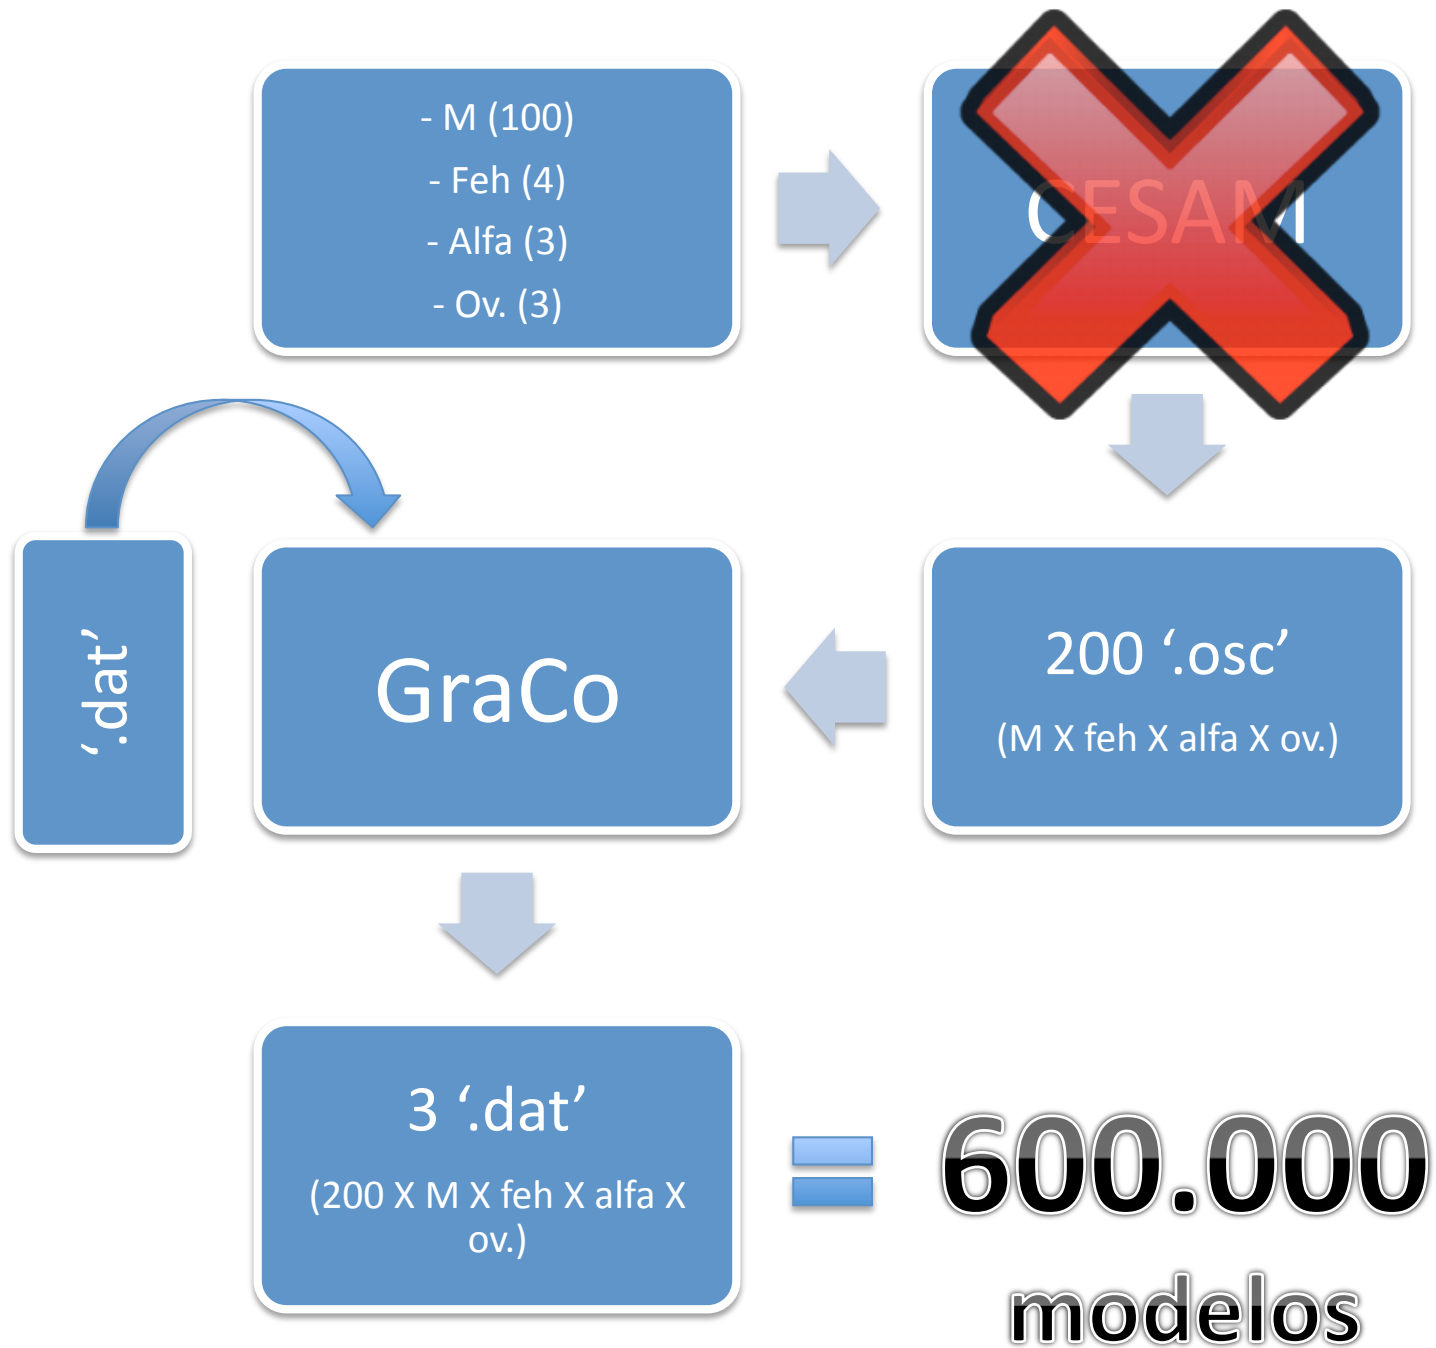 - M (100)
- Feh (4)
- Alfa (3)
- Ov. (3)
CESAM
‘.dat’
GraCo
200 ‘.osc’
(M X feh X alfa X ov.)
3 ‘.dat’
(200 X M X feh X alfa X
ov.)
600.000
modelos